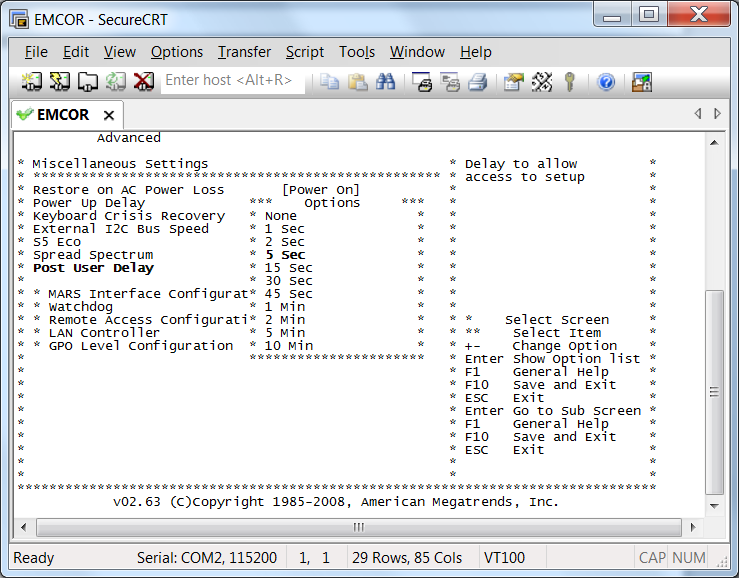 EMCOR - SecureCRT
File Edit View Options Transfer Script Tools Window Help
Enter host <Alt+R>
EMCOR
Advanced
* Miscellaneous Settings * Delay to allow *
* *************************************************** * access to setup *
* Restore on AC Power Loss [Power On] * *
* Power Up Delay *** Options *** * *
* Keyboard Crisis Recovery * None * * *
* External I2C Bus Speed * 1 Sec * * *
* S5 Eco * 2 Sec * * *
* Spread Spectrum * 5 Sec * * *
* Post User Delay * 15 Sec * * *
* * 30 Sec * * *
* * MARS Interface Configurat* 45 Sec * * *
* * Watchdog * 1 Min * * *
* * Remote Access Configurati* 2 Min * * * Select Screen *
* * LAN Controller * 5 Min * * ** Select Item *
* * GPO Level Configuration * 10 Min * * +- Change Option *
* ********************** * Enter Show Option list *
* * F1 General Help *
* * F10 Save and Exit *
* * ESC Exit *
* * Enter Go to Sub Screen *
* * F1 General Help *
* * F10 Save and Exit *
* * ESC Exit *
* * *
* * *
********************************************************************************
v02.63 (C)Copyright 1985-2008, American Megatrends, Inc.
Ready Serial: COM2, 115200 1, 1 29 Rows, 85 Cols VT100 CAP NUM